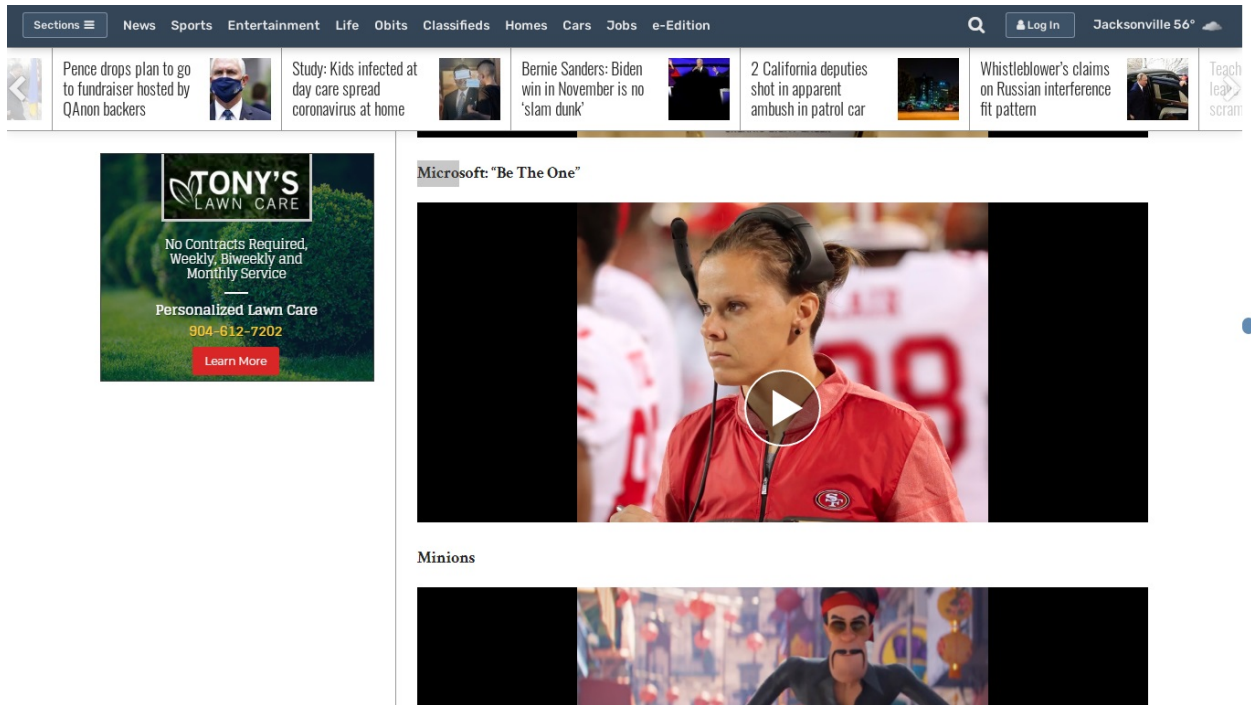 Sections
News
Sports
Entertainment
Life
Obits
Classifieds
Homes
Cars
Jobs
e-Edition
Log In
Jacksonville 56°
Pence drops plan to go
to fundraiser hosted by
QAnon backers
Study: Kids infected at
day care spread
coronavirus at home
Bernie Sanders: Biden
win in November is no
‘slam dunk’
2 California deputies
shot in apparent
ambush in patrol car
Whistleblower’s claims
on Russian interference
fit pattern
Teach
scram
TONY’S
LAWN CARE
No Contracts Required,
Weekly, Biweekly and
Monthly Service
Personalized Lawn Care
904-612-7202
Learn More
Microsoft: “Be The One”
SF
Minions